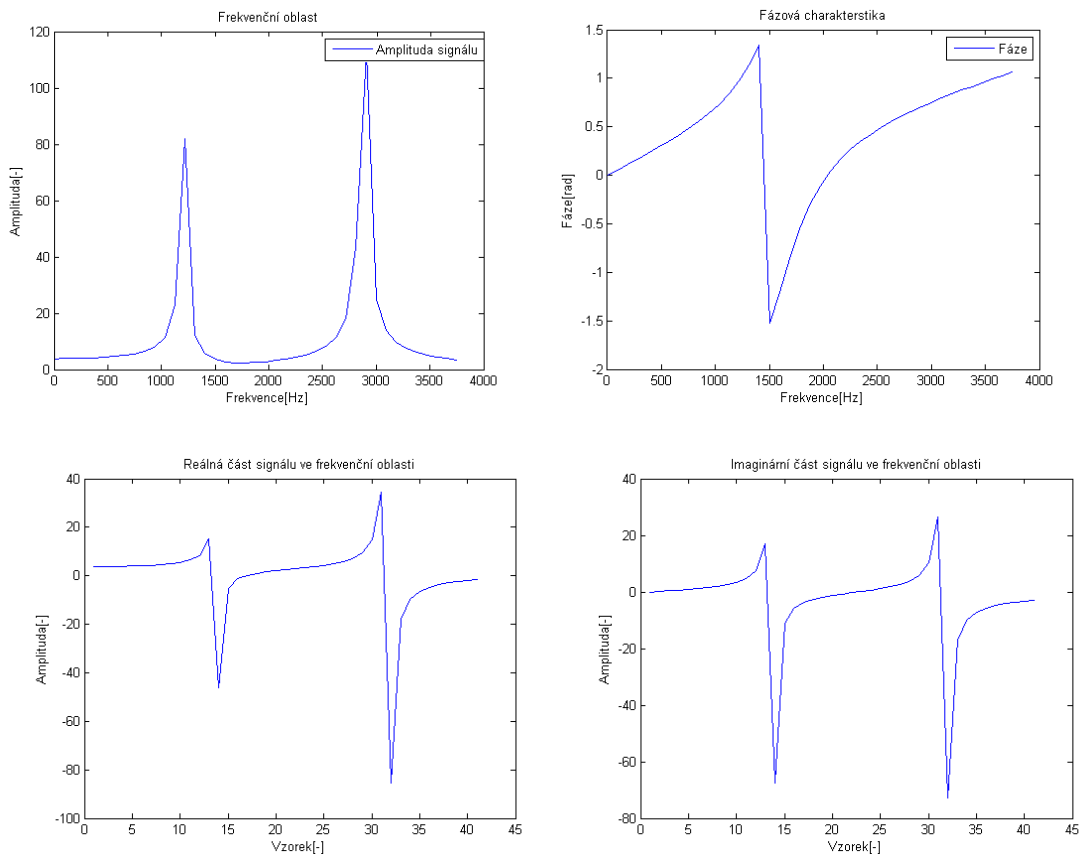 Frekvenční oblast
120
100
80
60
40
20
0
Amplituda[-]
Amplituda signálu
0 500 1000 1500 2000 2500 3000 3500 4000
Frekvence[Hz]
Fázová charakterstika
1.5
1
0.5
0
-0.5
-1
-1.5
-2
Fáze[rad]
Fáze
0 500 1000 1500 2000 2500 3000 3500 4000
Frekvence[Hz]
Reálná část signálu ve frekvenční oblasti
40
20
0
-20
-40
-60
-80
-100
Amplituda[-]
0 5 10 15 20 25 30 35 40 45
Vzorek[-]
Imaginární část signálu ve frekvenční oblasti
40
20
0
-20
-40
-60
-80
Amplituda[-]
0 5 10 15 20 25 30 35 40 45
Vzorek[-]